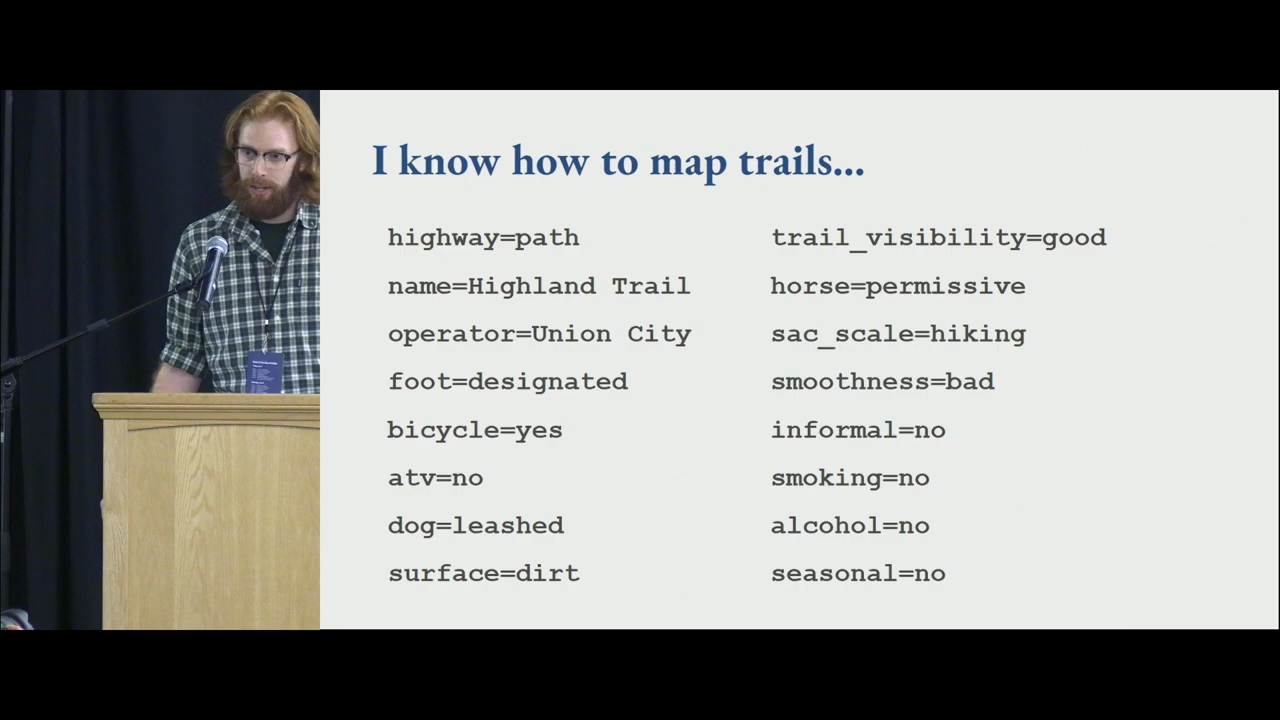 I know how to map trails...
highway=path
name=Highland Trail
operator=Union City
foot=designated
bicycle=yes
atv=no
dog=leashed
surface=dirt
trail_visibility=good
horse=permissive
sac_scale=hiking
smoothness=bad
informal=no
smoking=no
alcohol=no
seasonal=no